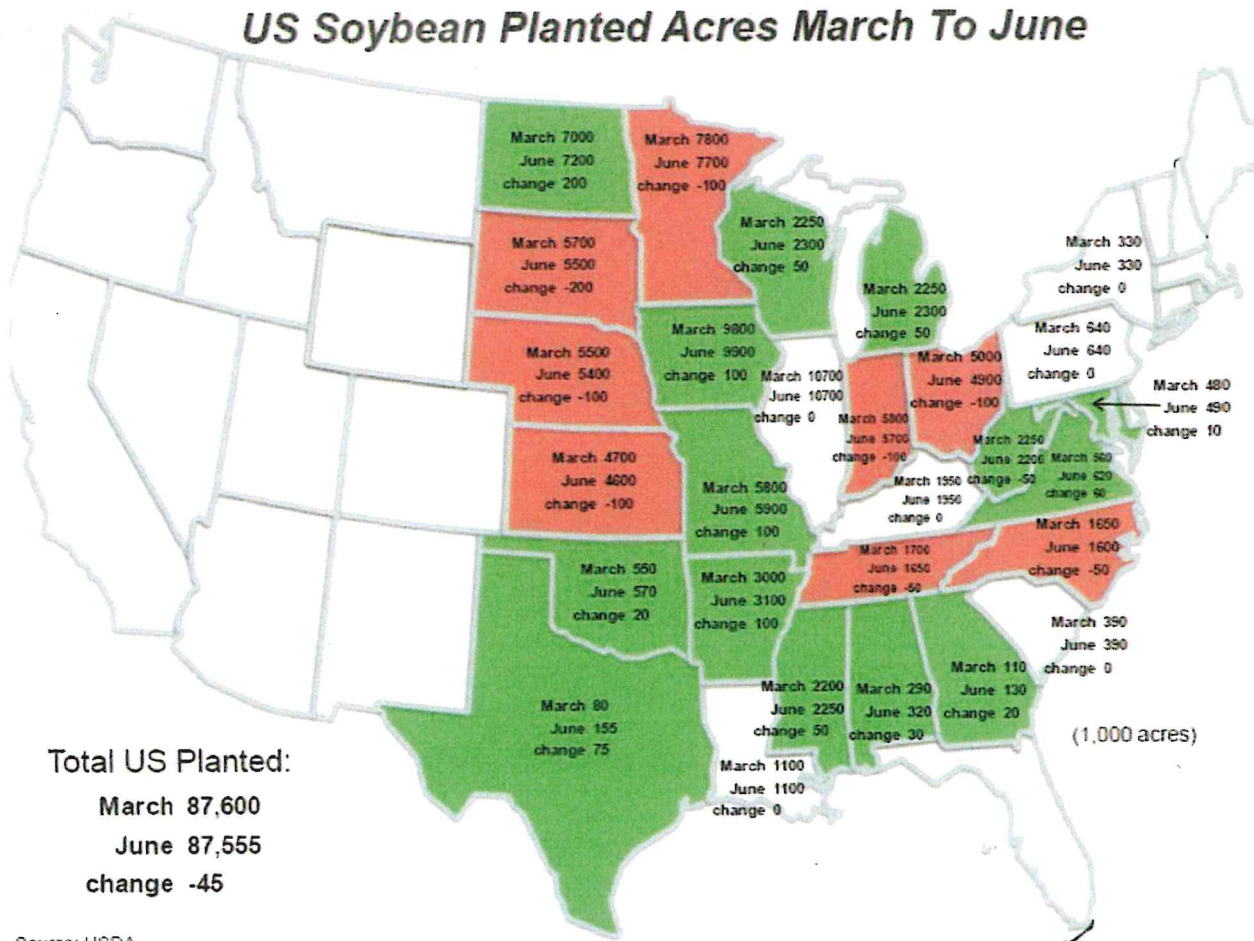 US Soybean Planted Acres March To June
March 7000
June 7200
change 200
March 7800
June 7700
change -100
March 5700
June 5500
change -200
March 2250
June 2300
change 50
March 2250
June 2300
change 50
March 330
June 330
change 0
March 5500
June 5400
change -100
March 9800
June 9900
change 100
March 10700
June 10700
change 0
March 5800
June 5700
change -100
March 5000
June 4900
change -100
March 640
June 640
change 0
March 480
June 490
change 10
March 4700
June 4600
change -100
March 5800
June 5900
change 100
March 1950
June 1950
change 0
March 2250
June 2200
change -50
March 560
June 620
change 60
March 550
June 570
change 20
March 3000
June 3100
change 100
March 1700
June 1650
change -50
March 1650
June 1600
change -50
March 390
June 390
change 0
March 80
June 155
change 75
March 2200
June 2250
change 50
March 290
June 320
change 30
March 110
June 130
change 20
March 1100
June 1100
change 0
(1,000 acres)
Total US Planted:
March 87,600
June 87,555
change -45
Source: USDA